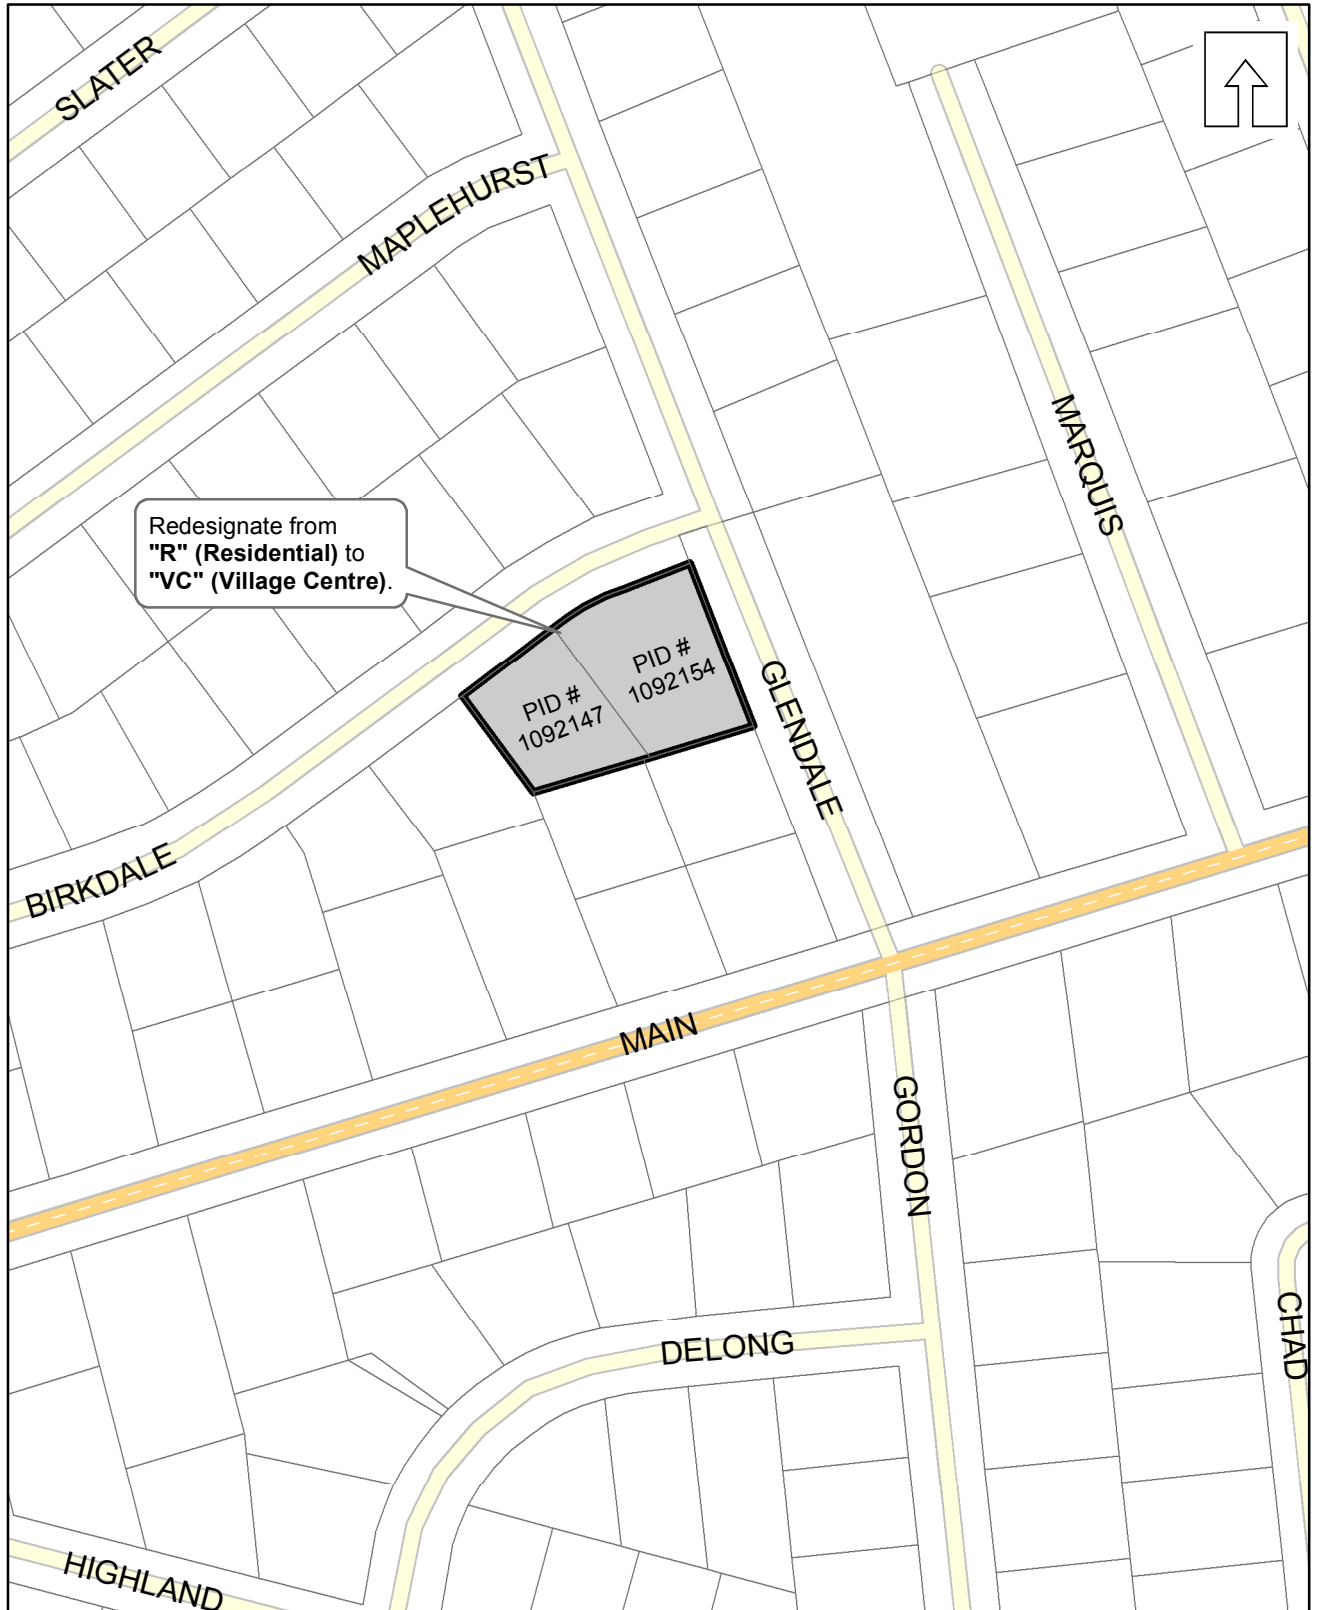 SLATER
MAPLEHURST
MARQUIS
Redesignate from
"R" (Residential) to
"VC" (Village Centre).
PID #
1092154
PID #
1092147
GLENDALE
BIRKDALE
MAIN
GORDON
CHAD
DELONG
HIGHLAND